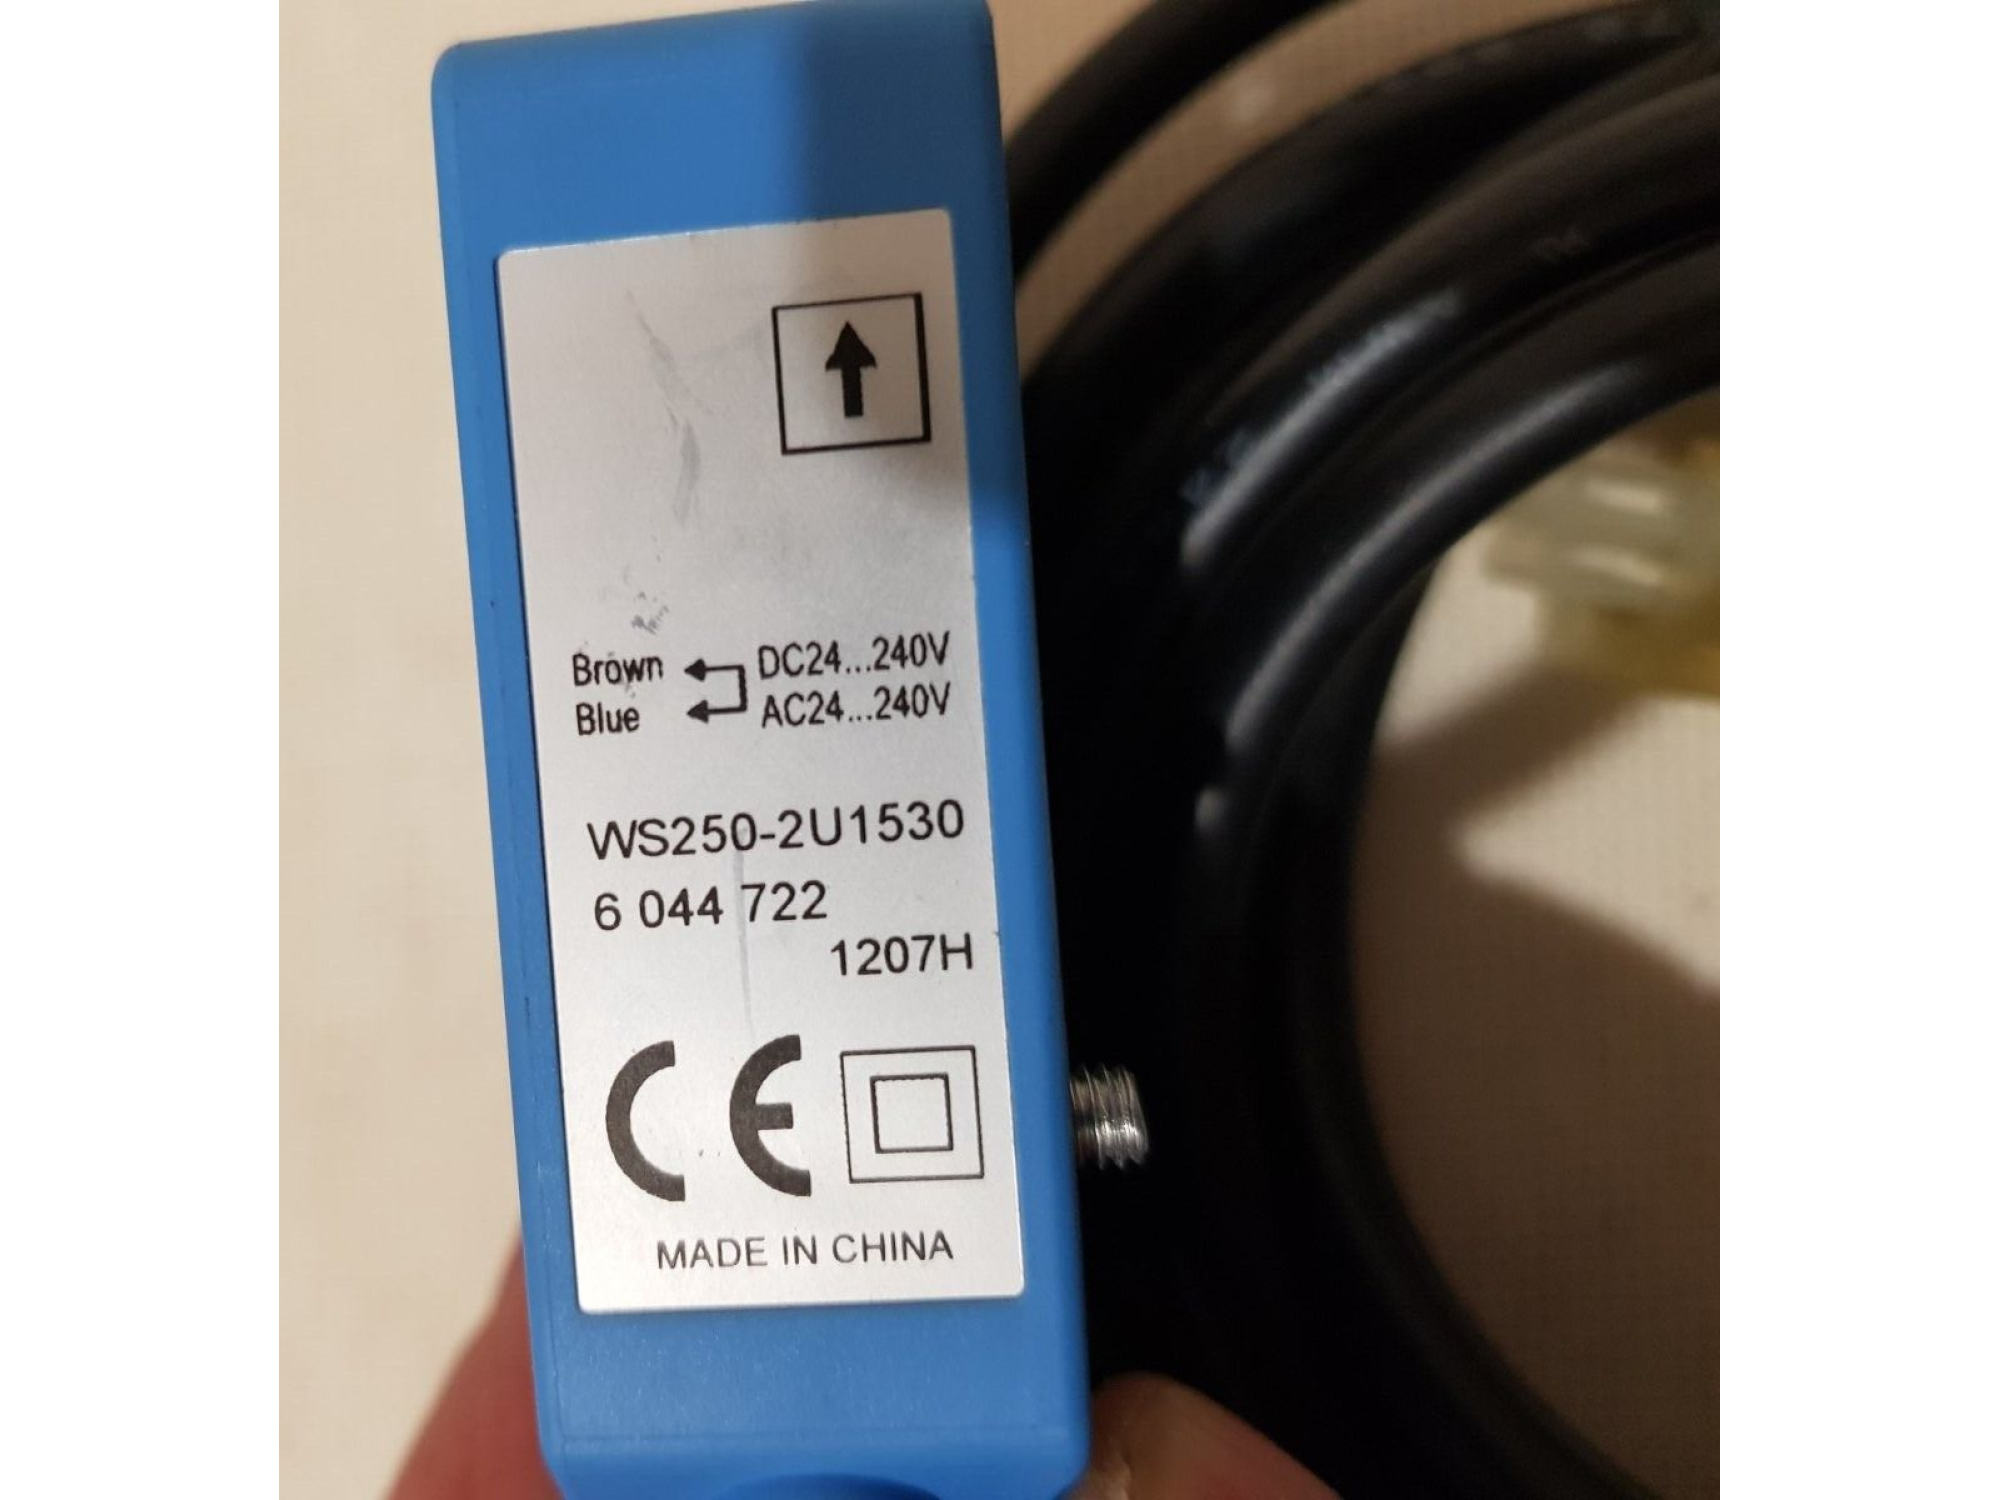 Brown DC24...240V
Blue AC24...240V
WS250-2U1530
6 044 722
1207H
CE
MADE IN CHINA